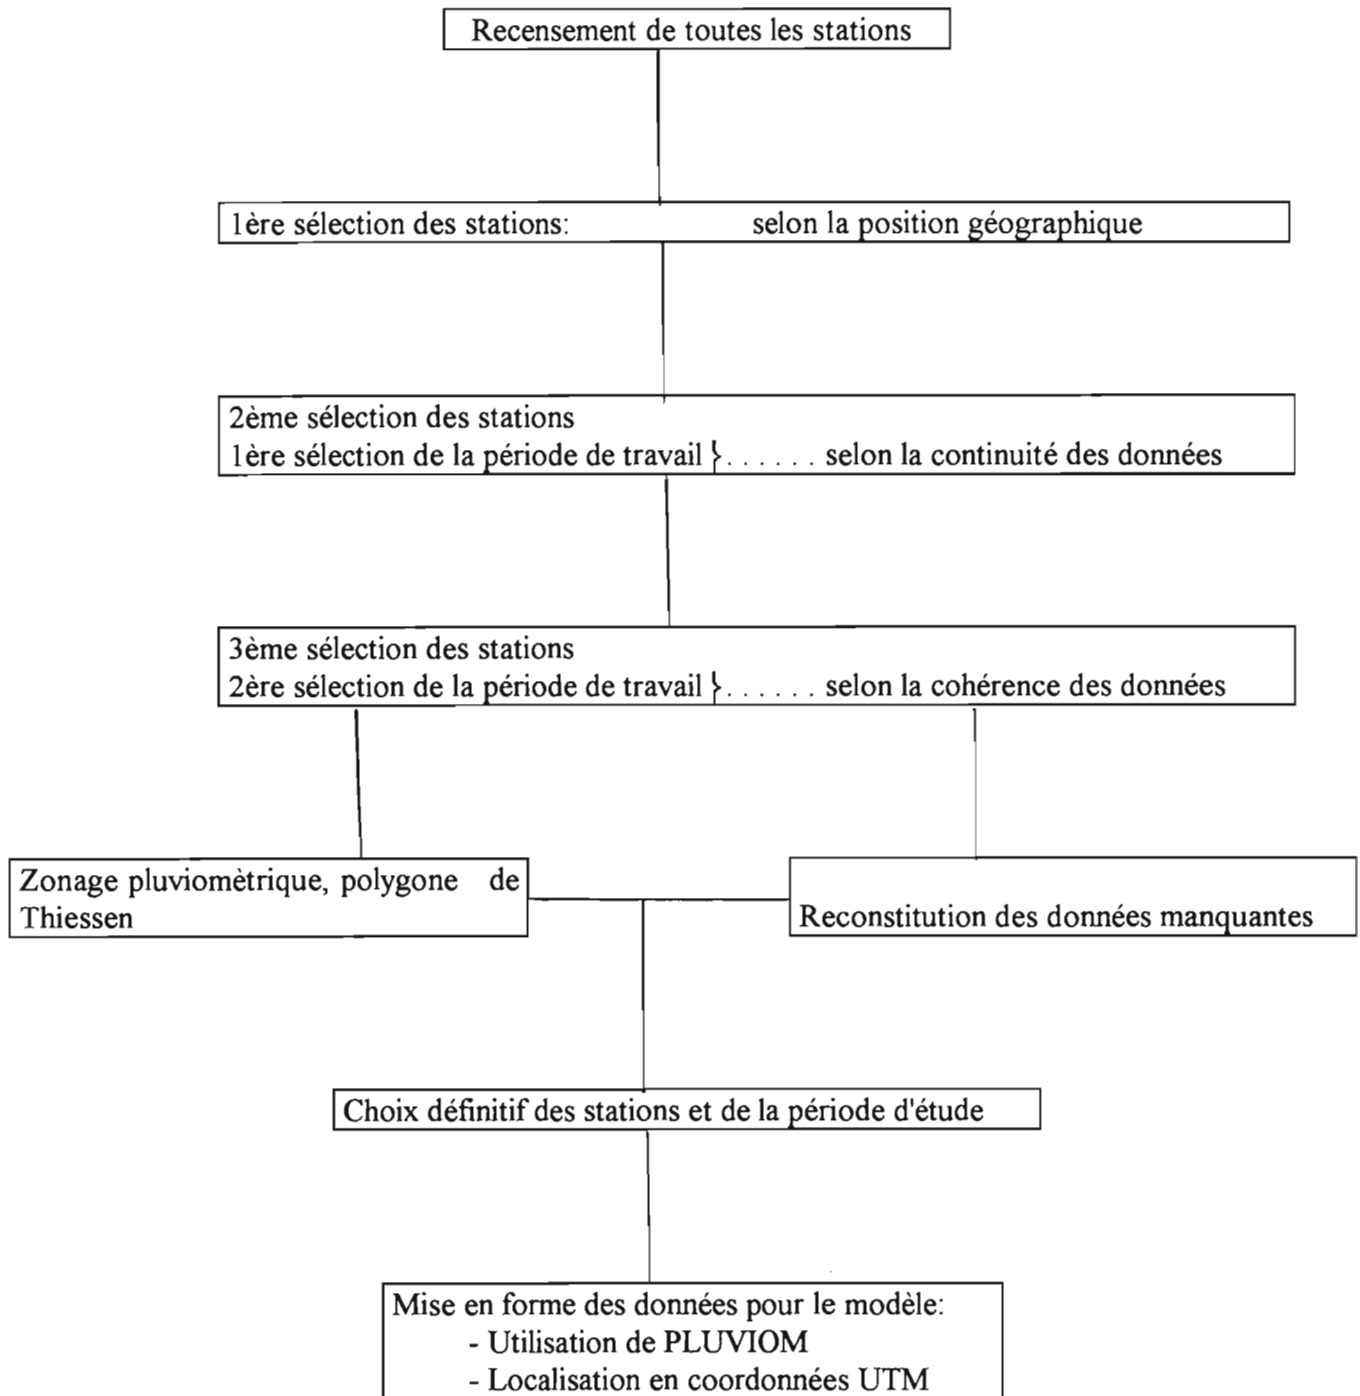 Recensement de toutes les stations
1ère sélection des stations: selon la position géographique
2ème sélection des stations
1ère sélection de la période de travail }. . . . . . selon la continuité des données
3ème sélection des stations
2ère sélection de la période de travail }. . . . . . selon la cohérence des données
Zonage pluviomètrique, polygone de
Thiessen
Reconstitution des données manquantes
Choix définitif des stations et de la période d'étude
Mise en forme des données pour le modèle:
- Utilisation de PLUVIOM
- Localisation en coordonnées UTM